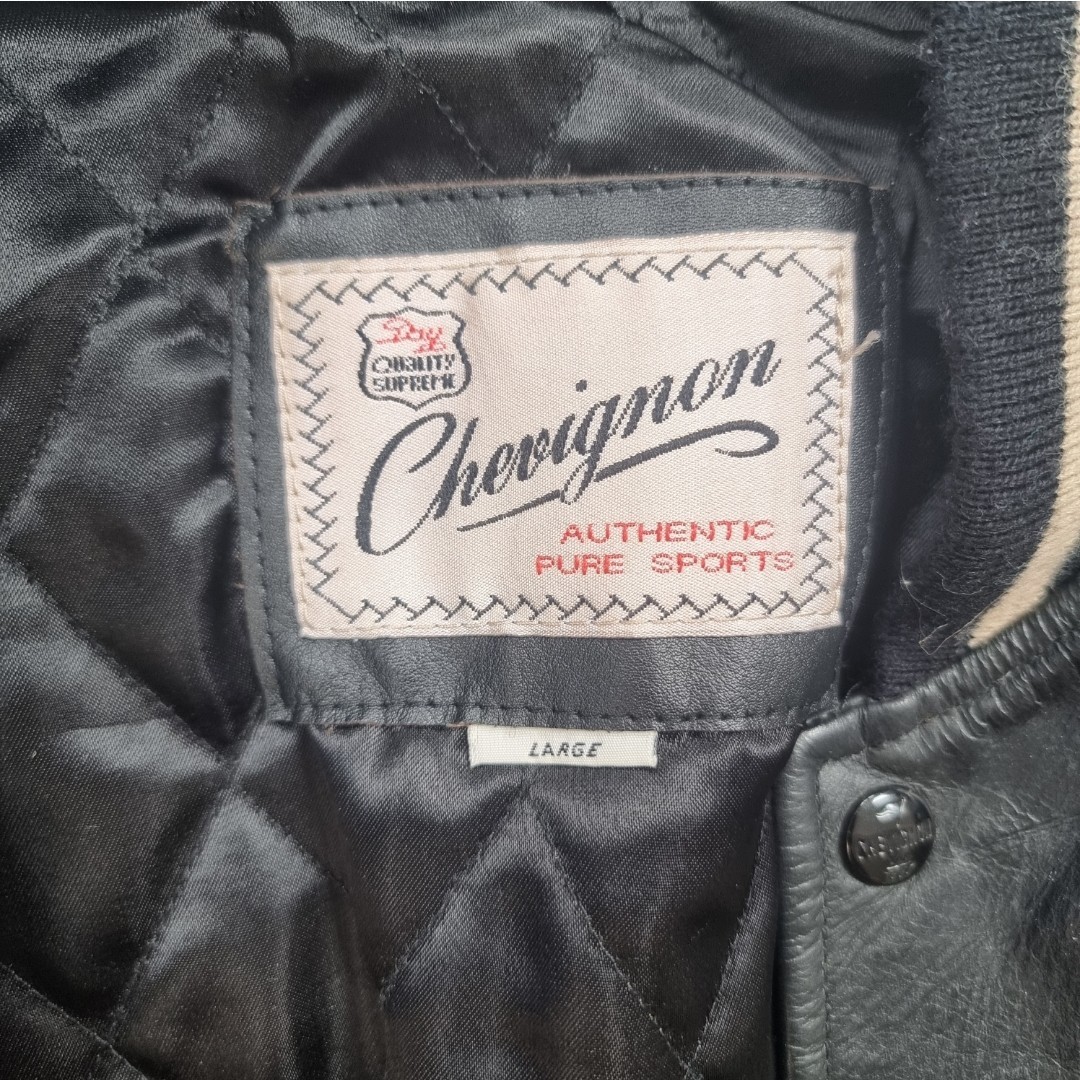 QUALITY
SUPREME
Chevignon
AUTHENTIC
PURE SPORTS
LARGE